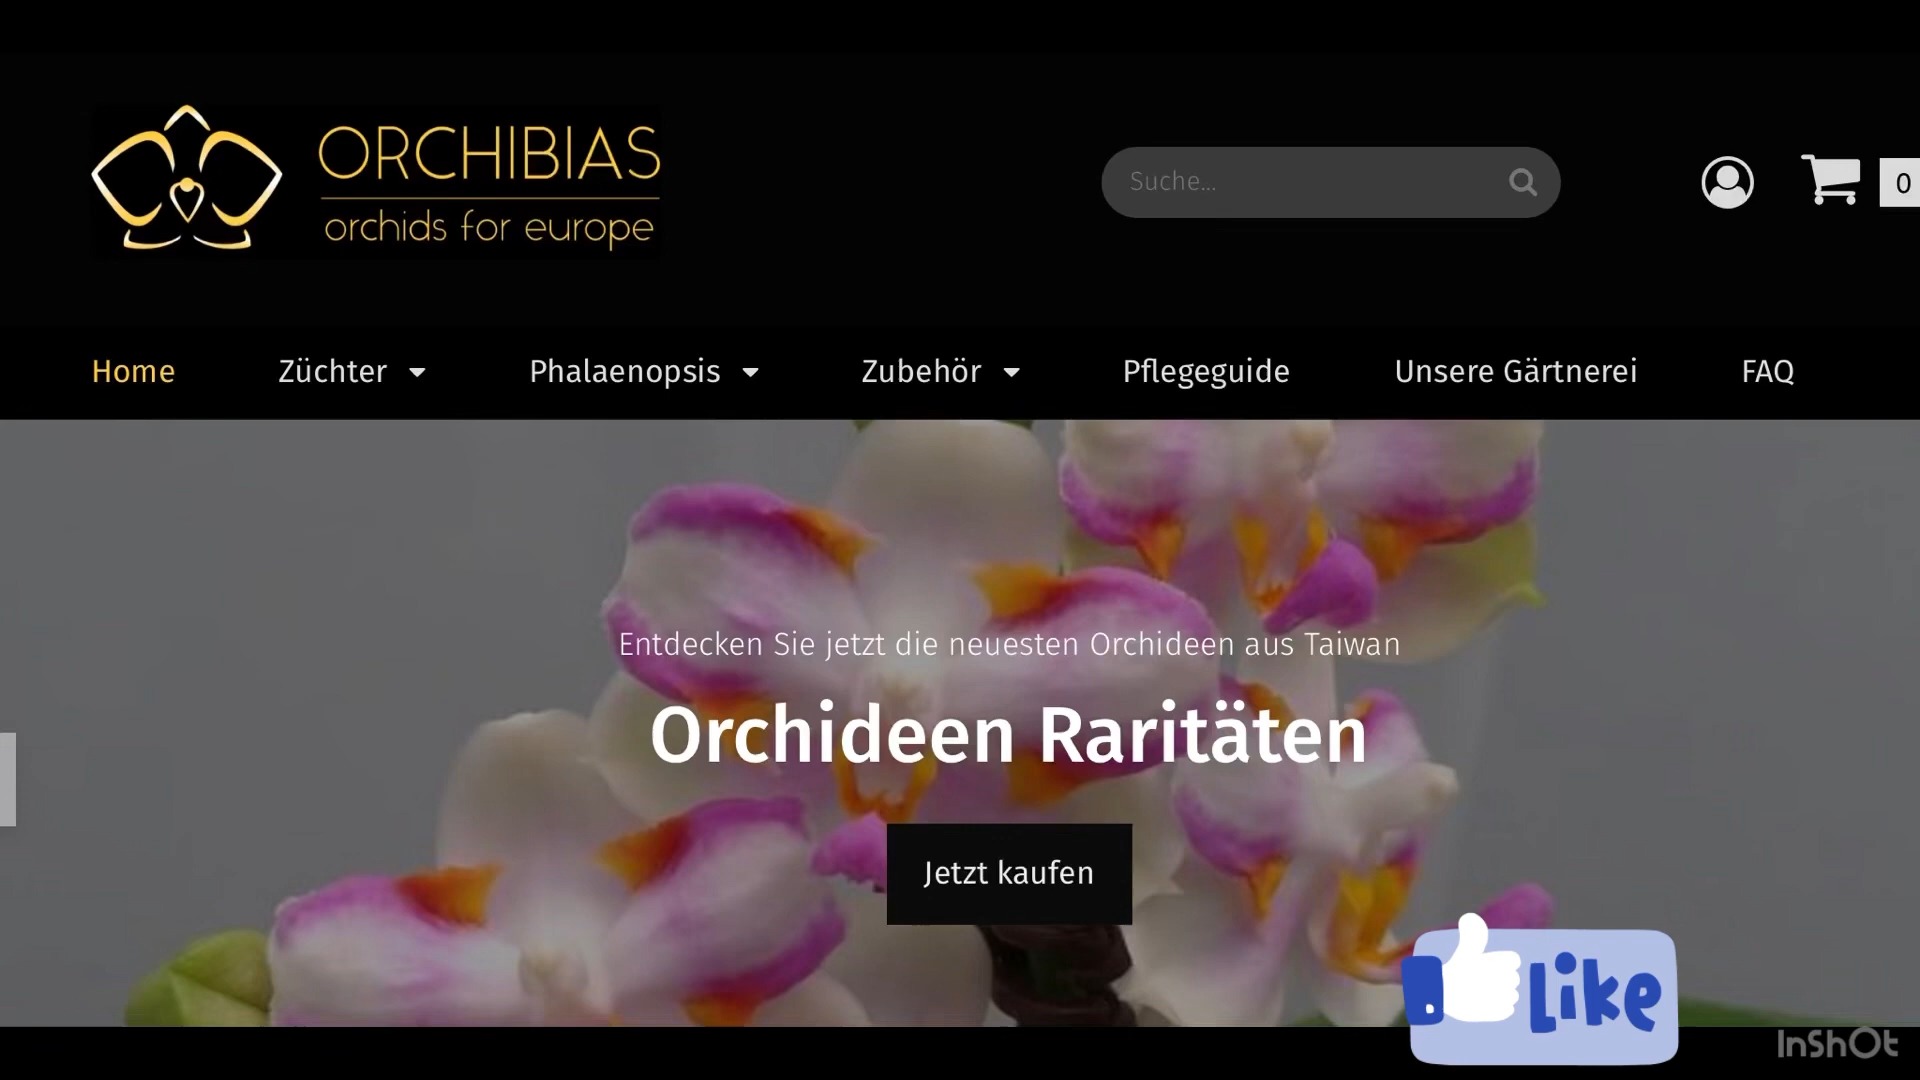 ORCHIBIAS
orchids for europe
Suche...
0
Home
Züchter
Phalaenopsis
Zubehör
Pflegeguide
Unsere Gärtnerei
FAQ
Entdecken Sie jetzt die neuesten Orchideen aus Taiwan
Orchideen Raritäten
Jetzt kaufen
Like
InShOt